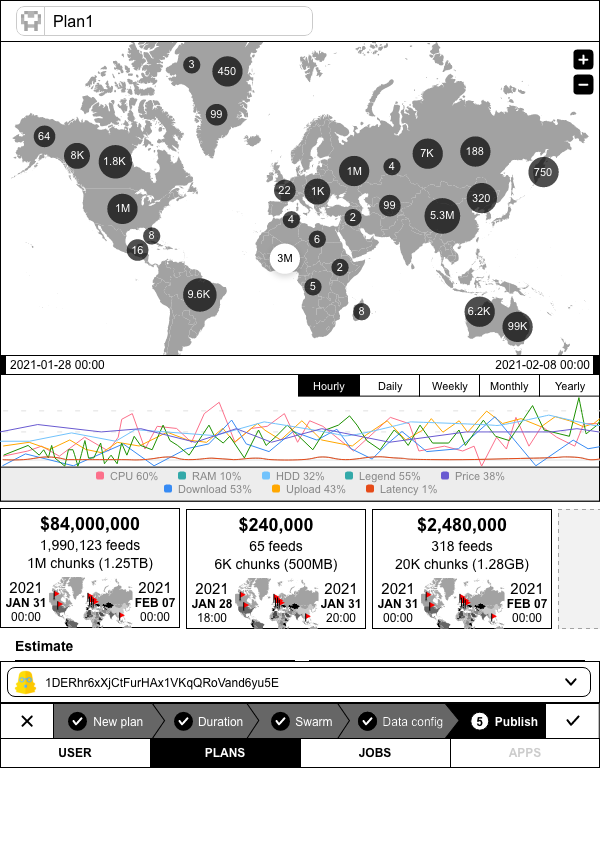 Plan1
3
450
99
64
8K
1.8K
1M
8
16
9.6K
22
1K
1M
4
7K
188
750
99
5.3M
320
4
2
6
3M
2
5
8
6.2K
99K
2021-01-28 00:00 2021-02-08 00:00
Hourly Daily Weekly Monthly Yearly
CPU 60% RAM 10% HDD 32% Legend 55% Price 38%
Download 53% Upload 43% Latency 1%
$84,000,000
1,990,123 feeds
1M chunks (1.25TB)
2021
JAN 31
00:00
2021
FEB 07
00:00
$240,000
65 feeds
6K chunks (500MB)
2021
JAN 28
18:00
2021
JAN 31
20:00
$2,480,000
318 feeds
20K chunks (1.28GB)
2021
JAN 31
00:00
2021
FEB 07
00:00
Estimate
1DERhr6xXjCtFurHAx1VKqQRoVand6yu5E
New plan Duration Swarm Data config 5 Publish
USER PLANS JOBS APPS